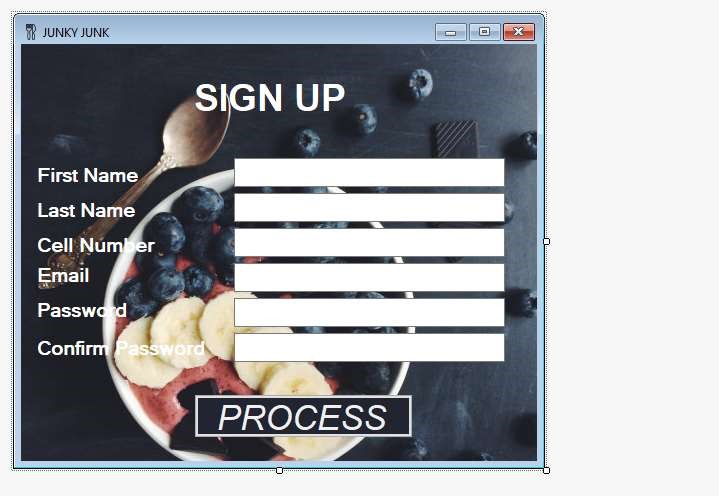 JUNKY JUNK
SIGN UP
First Name
Last Name
Cell Number
Email
Password
Confirm Password
PROCESS